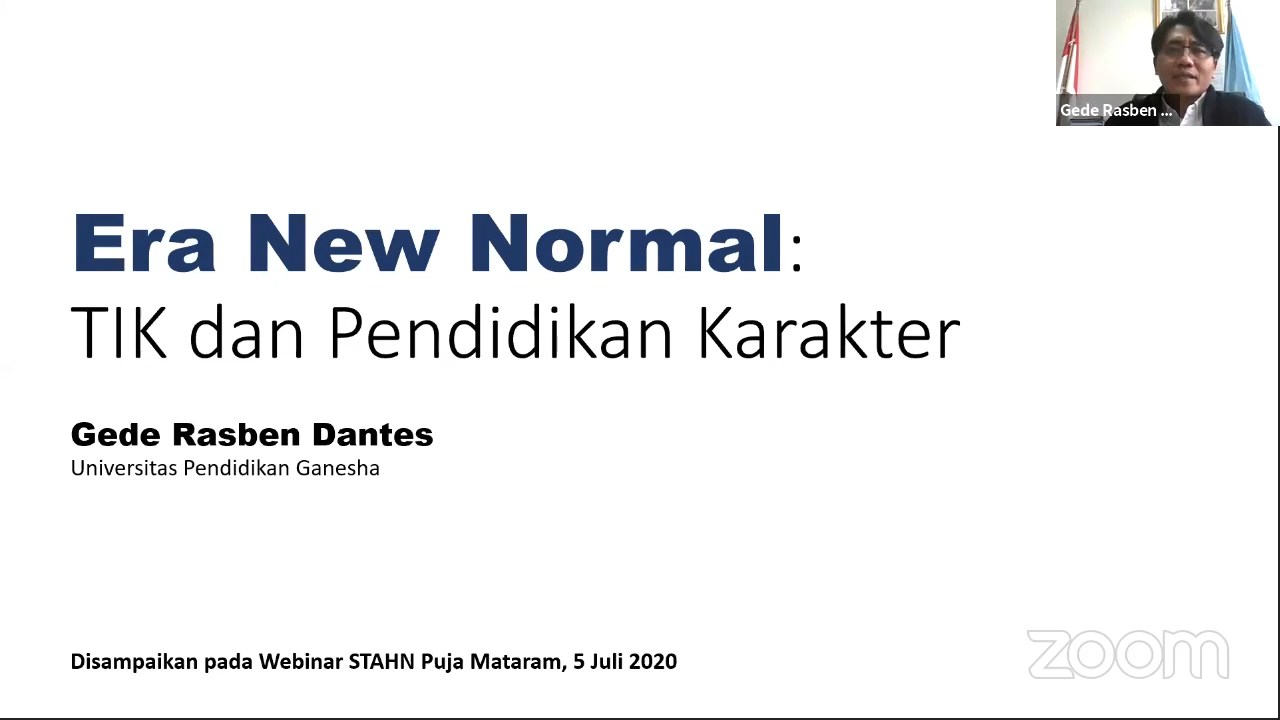 Gede Rasben ...
Era New Normal:
TIK dan Pendidikan Karakter
Gede Rasben Dantes
Universitas Pendidikan Ganesha
Disampaikan pada Webinar STAHN Puja Mataram, 5 Juli 2020
zoom